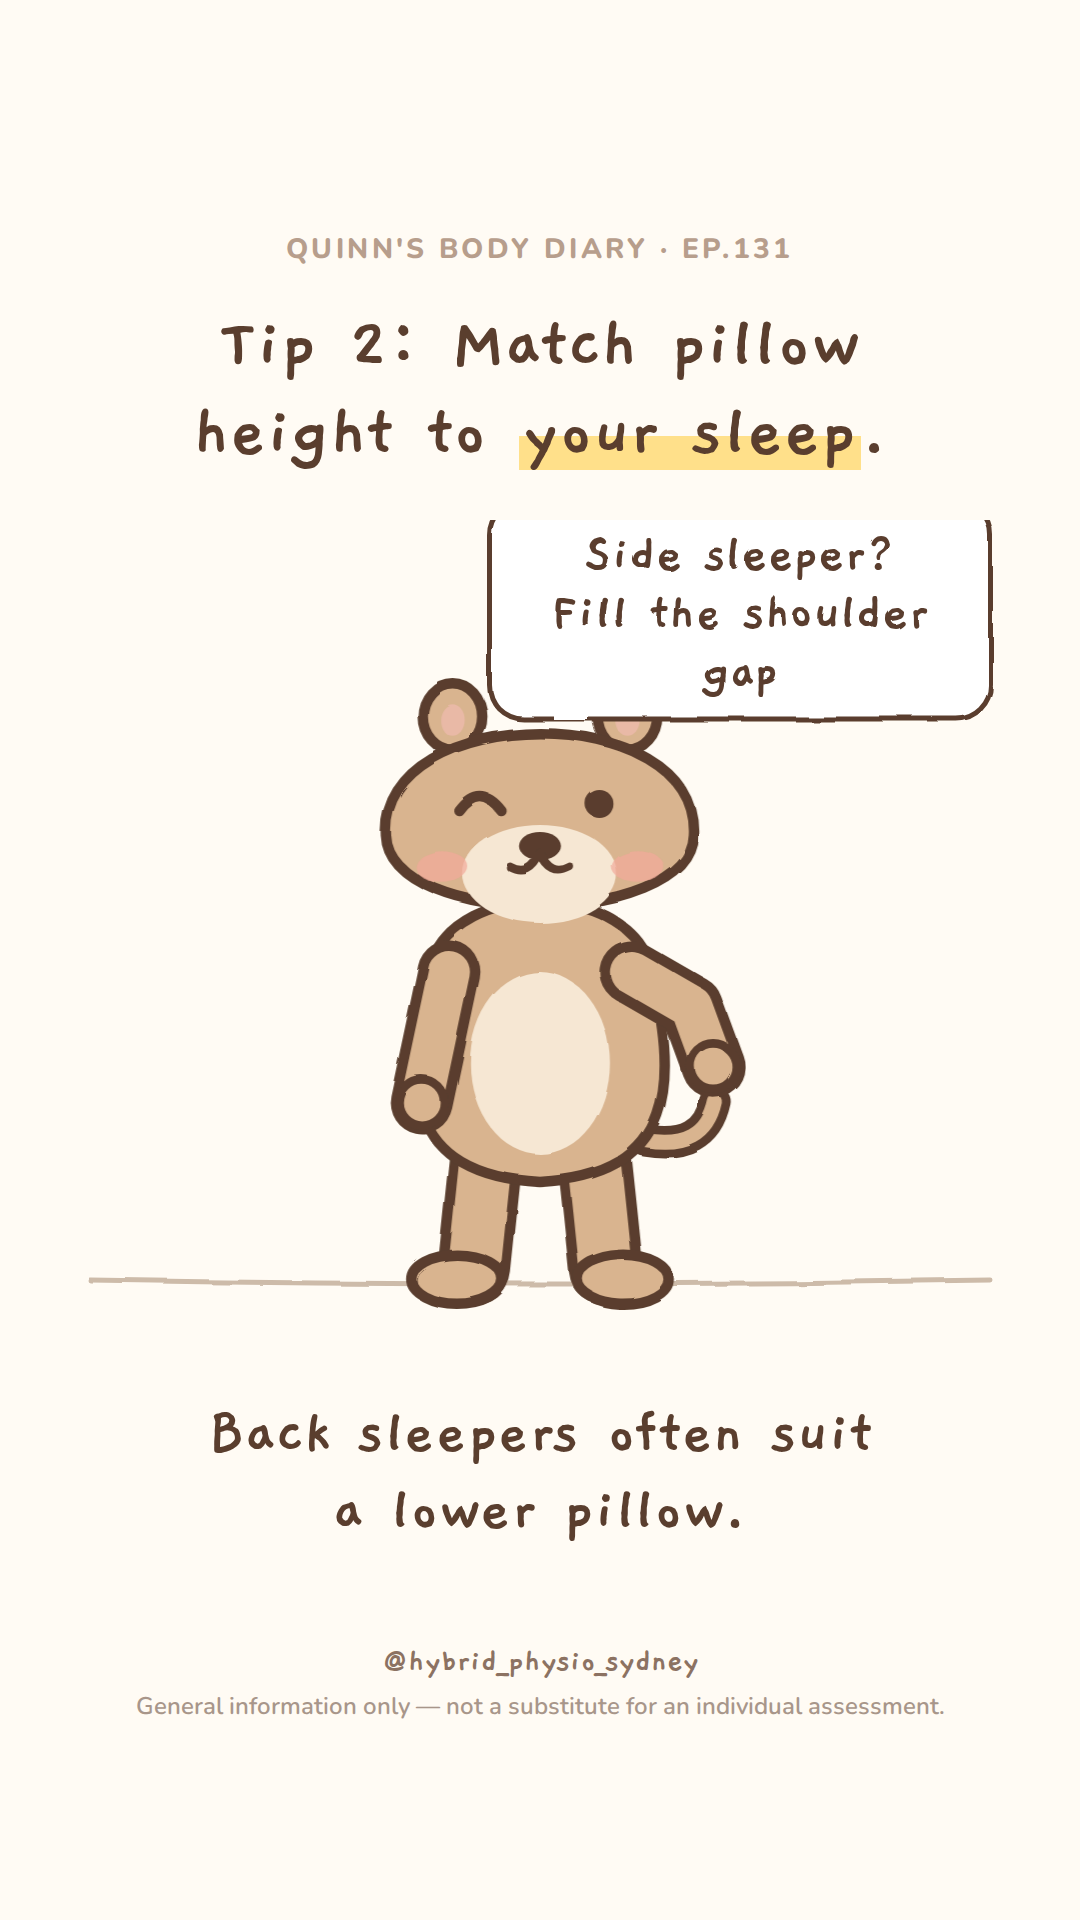 QUINN'S BODY DIARY · EP.131
Tip 2: Match pillow
height to your sleep.
Side sleeper?
Fill the shoulder
gap
Back sleepers often suit
a lower pillow.
@hybrid_physio_sydney
General information only — not a substitute for an individual assessment.